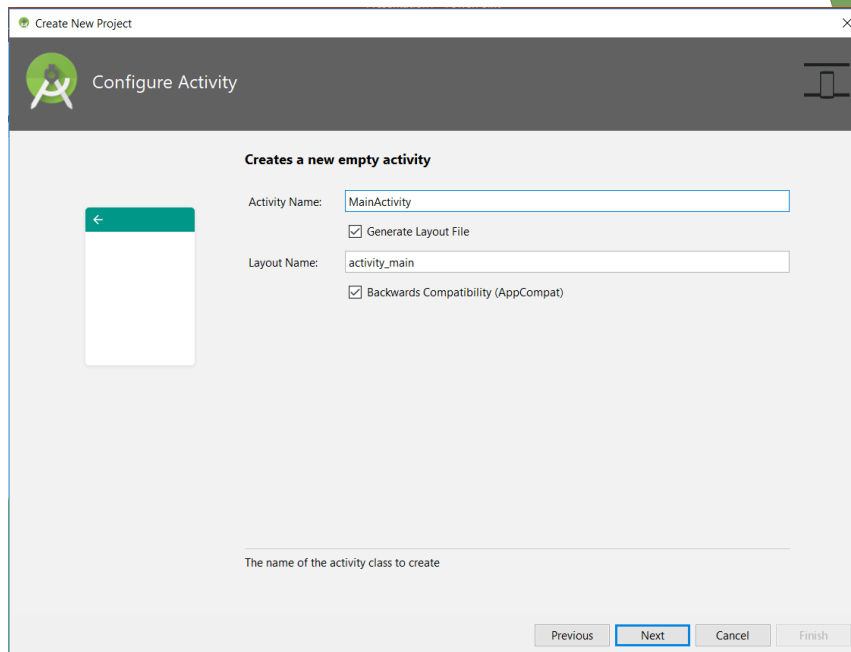 Create New Project
Configure Activity
Creates a new empty activity
Activity Name: MainActivity
Generate Layout File
Layout Name: activity_main
Backwards Compatibility (AppCompat)
The name of the activity class to create
Previous Next Cancel Finish